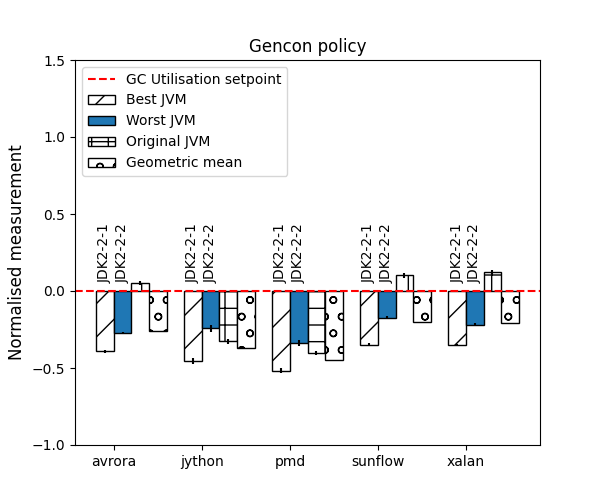 Gencon policy
Normalised measurement
1.5
1.0
0.5
0.0
−0.5
−1.0
GC Utilisation setpoint
Best JVM
Worst JVM
Original JVM
Geometric mean
JDK2-2-1
JDK2-2-2
JDK2-2-1
JDK2-2-2
JDK2-2-1
JDK2-2-2
JDK2-2-1
JDK2-2-2
JDK2-2-1
JDK2-2-2
avrora jython pmd sunflow xalan